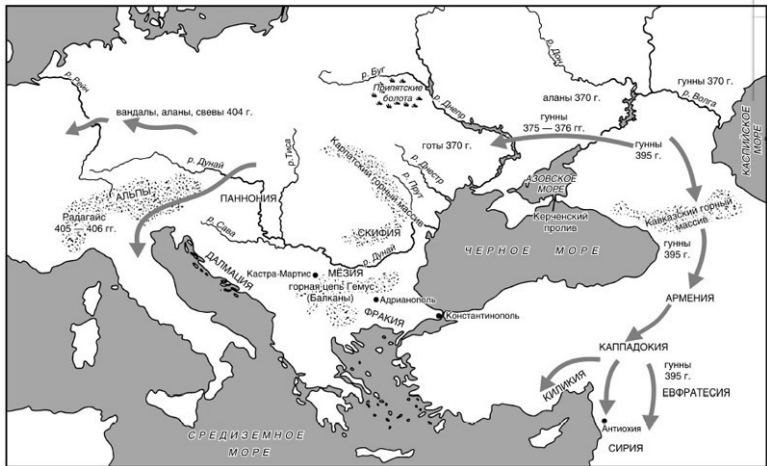 р. Рейн
вандалы, аланы, свевы 404 г.
р. Буг
Припятские
болота
р. Днепр
р. Дон
гунны 370 г.
аланы 370 г.
р. Волга
гунны
375 — 376 гг.
готы 370 г.
гунны
395 г.
КАСПИЙСКОЕ
МОРЕ
р. Дунай
р. Тиса
Карпатский горный
массив
р. Днестр
р. Прут
АЗОВСКОЕ
МОРЕ
Керченский
пролив
Кавказский горный
массив
АЛЬПЫ
Радагайс
405 — 406 гг.
ПАННОНИЯ
р. Сава
СКИФИЯ
р. Дунай
ЧЕРНОЕ МОРЕ
гунны
395 г.
ДАЛМАЦИЯ
Кастра-Мартис
МЁЗИЯ
горная цепь Гемус
(Балканы)
Адрианополь
ФРАКИЯ
Константинополь
АРМЕНИЯ
КАППАДОКИЯ
гунны
395 г.
КИЛИКИЯ
ЕВФРАТЕСИЯ
Антиохия
СИРИЯ
СРЕДИЗЕМНОЕ
МОРЕ